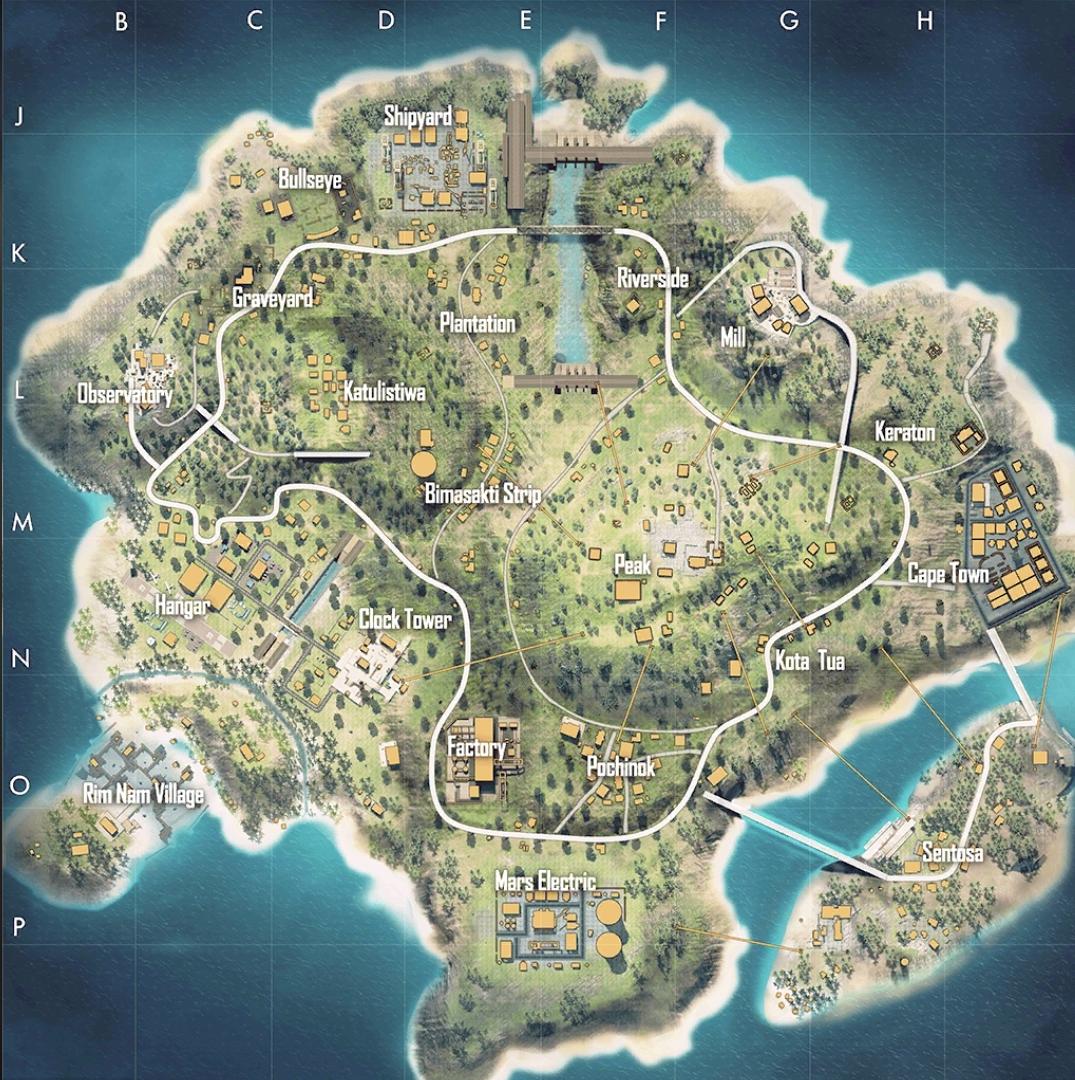 B C D E F G H
J
Shipyard
Bullseye
K
Riverside
Graveyard
Plantation
Mill
L
Observatory
Katulistiwa
Keraton
Bimasakti Strip
M
Peak
Cape Town
Hangar
Clock Tower
N
Kota Tua
Factory
Pochinok
O
Rim Nam Village
Sentosa
Mars Electric
P